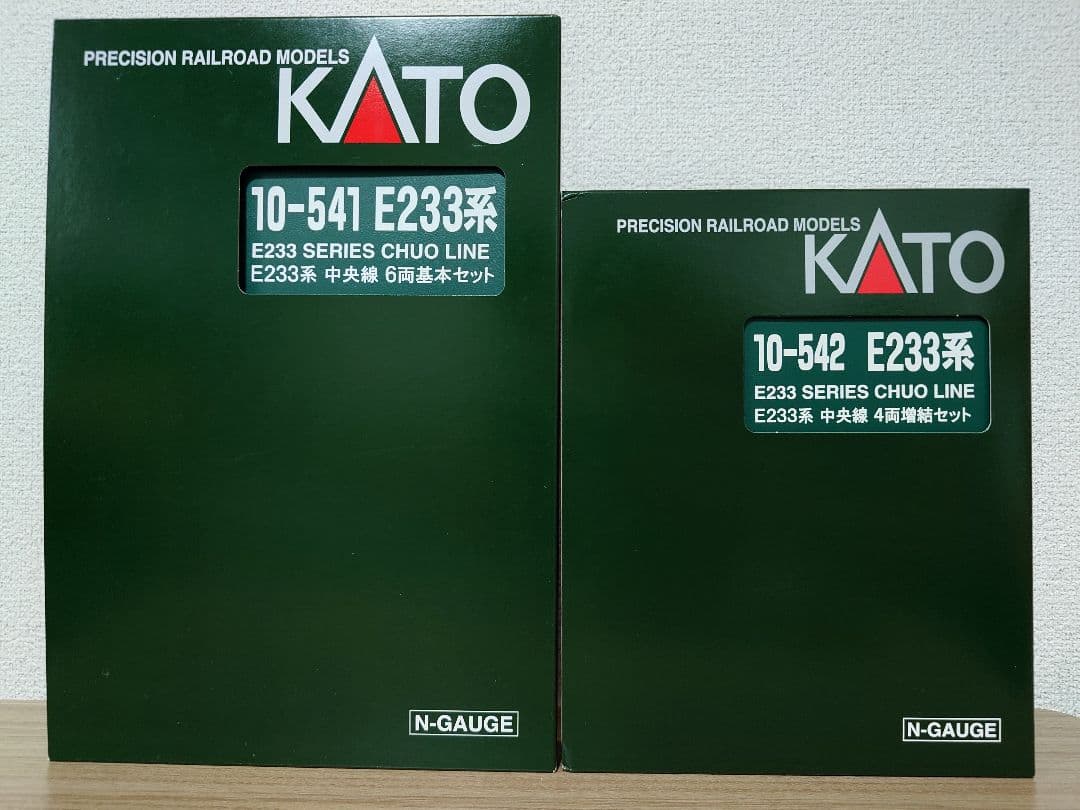 PRECISION RAILROAD MODELS
KATO
10-541 E233系
E233 SERIES CHUO LINE
E233系 中央線 6両基本セット
N-GAUGE
PRECISION RAILROAD MODELS
KATO
10-542 E233系
E233 SERIES CHUO LINE
E233系 中央線 4両増結セット
N-GAUGE